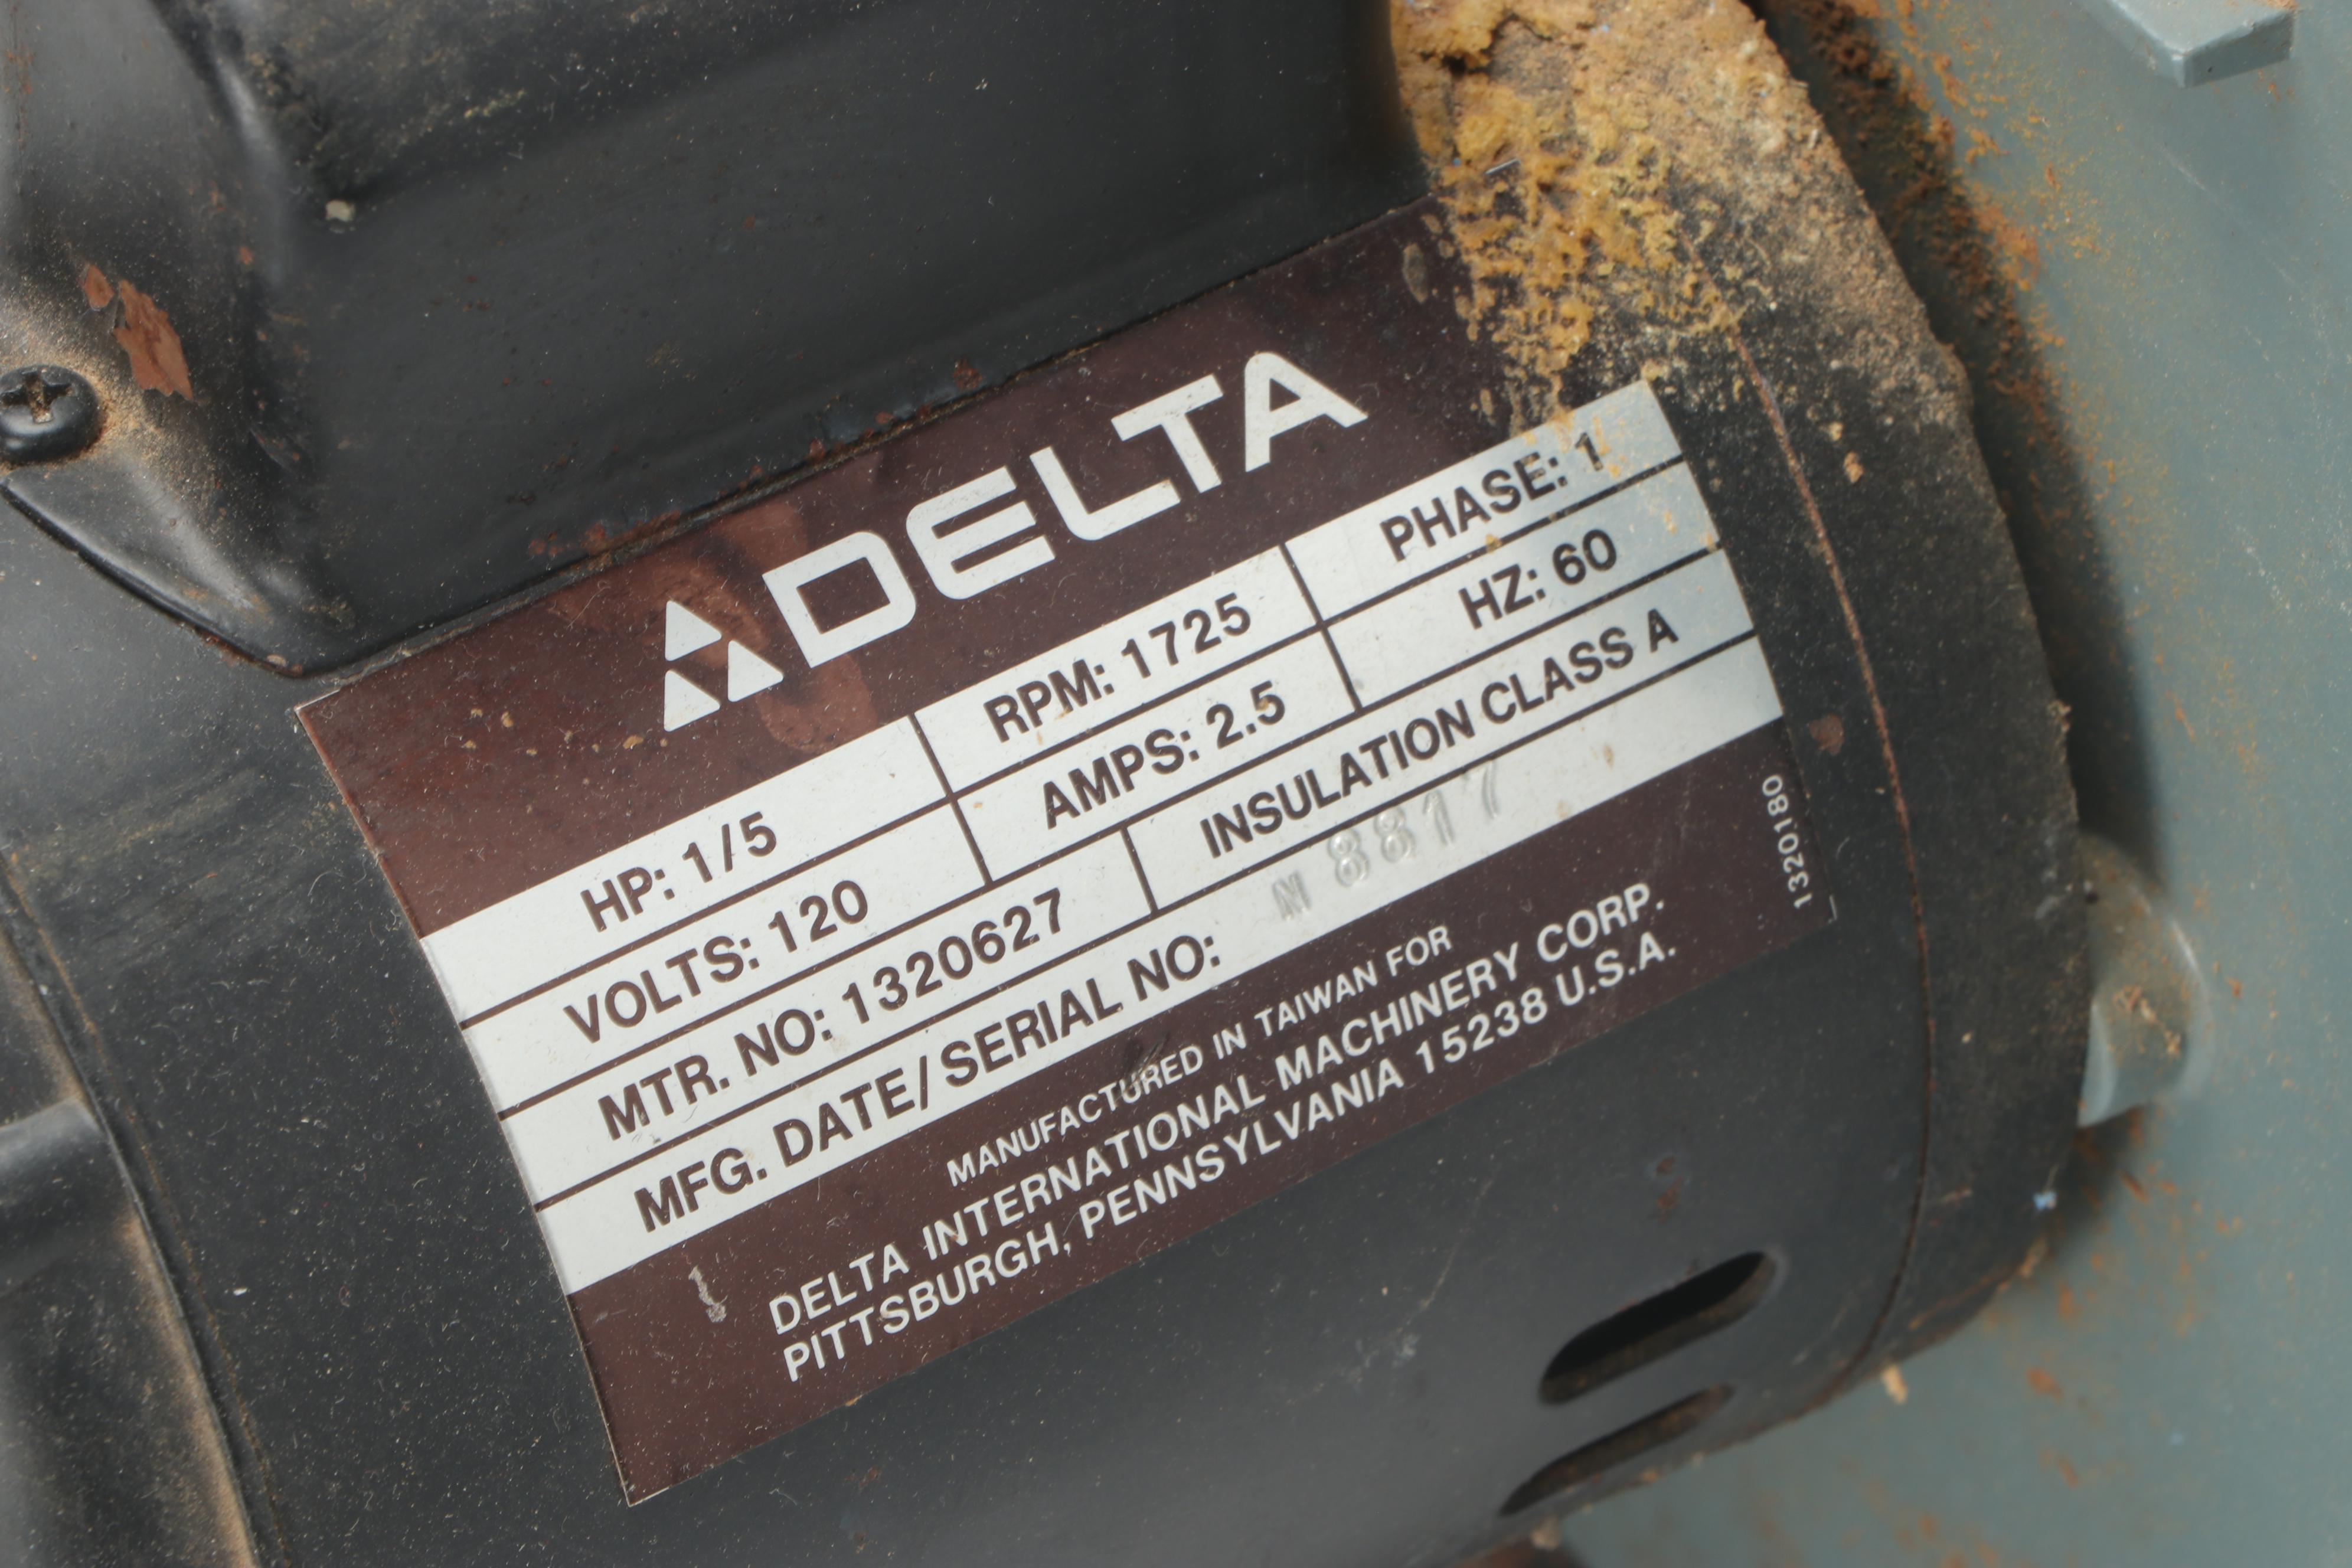 DELTA
HP: 1/5 RPM: 1725 PHASE: 1
VOLTS: 120 AMPS: 2.5 HZ: 60
MTR. NO: 1320627 INSULATION CLASS A
MFG. DATE/SERIAL NO: N 8817
MANUFACTURED IN TAIWAN FOR
DELTA INTERNATIONAL MACHINERY CORP.
PITTSBURGH, PENNSYLVANIA 15238 U.S.A.
1320180